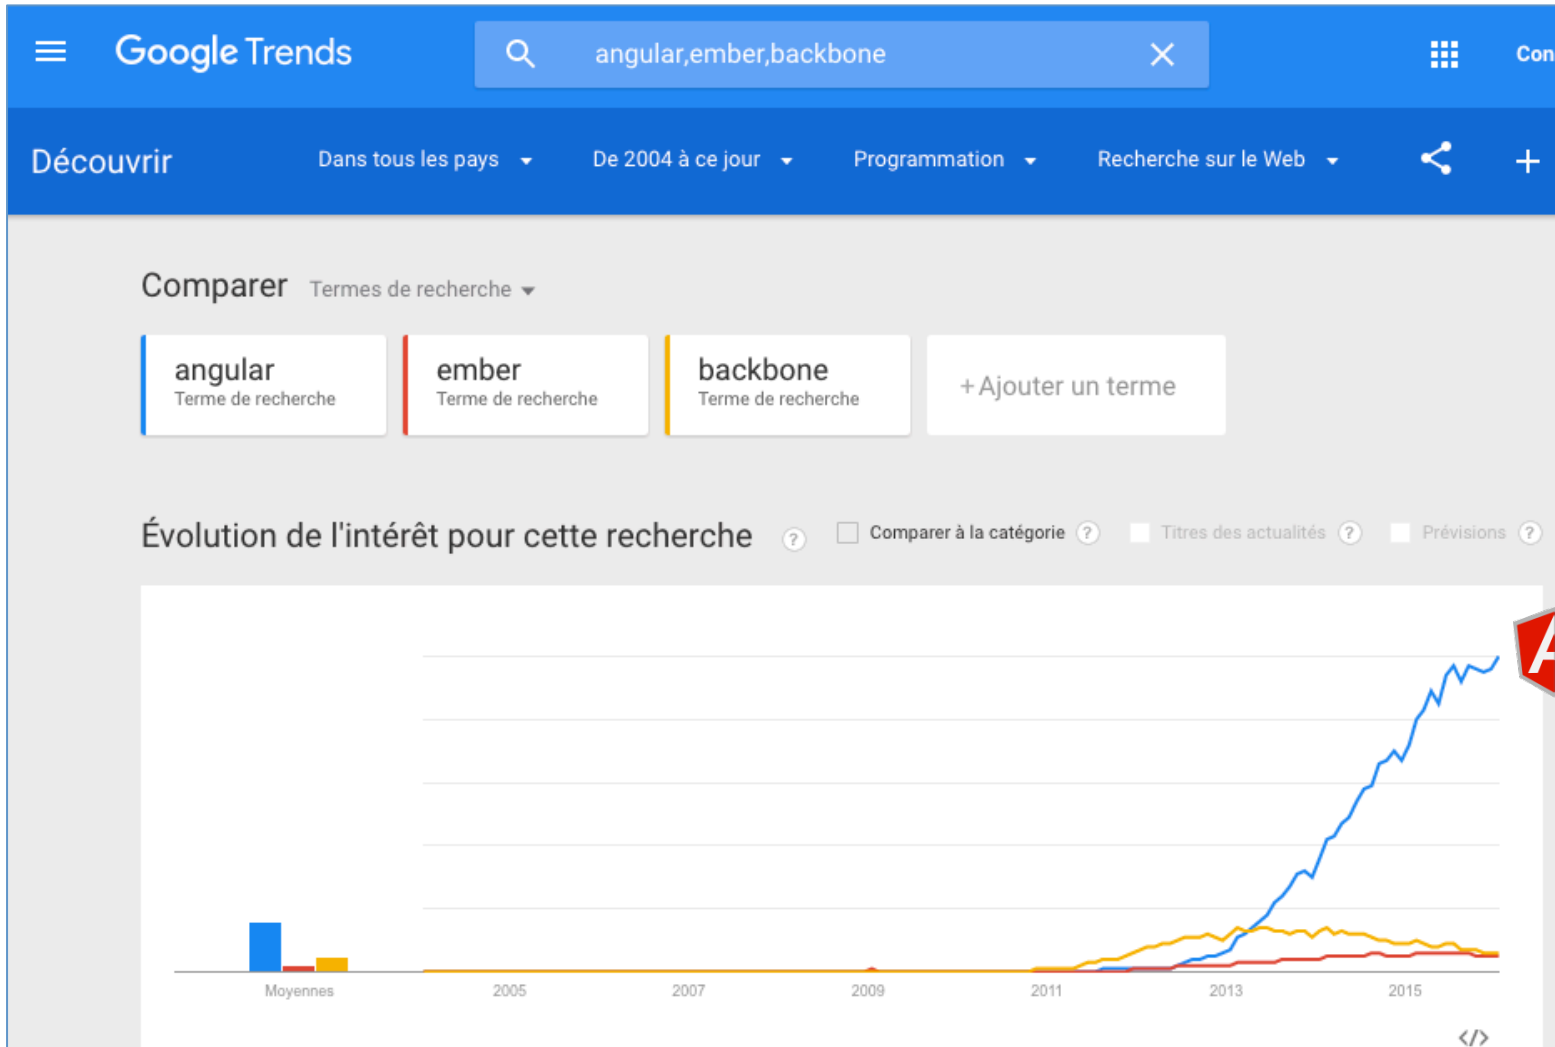 Google Trends
angular,ember,backbone
Con
Découvrir
Dans tous les pays
De 2004 à ce jour
Programmation
Recherche sur le Web
Comparer Termes de recherche
angular
Terme de recherche
ember
Terme de recherche
backbone
Terme de recherche
+Ajouter un terme
Évolution de l'intérêt pour cette recherche ?
Comparer à la catégorie ?
Titres des actualités ?
Prévisions ?
A
Moyennes
2005
2007
2009
2011
2013
2015
</>